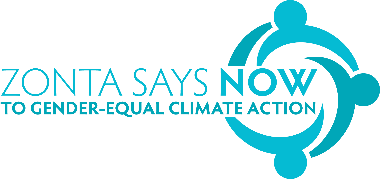 ZONTA SAYS NOW
TO GENDER-EQUAL CLIMATE ACTION